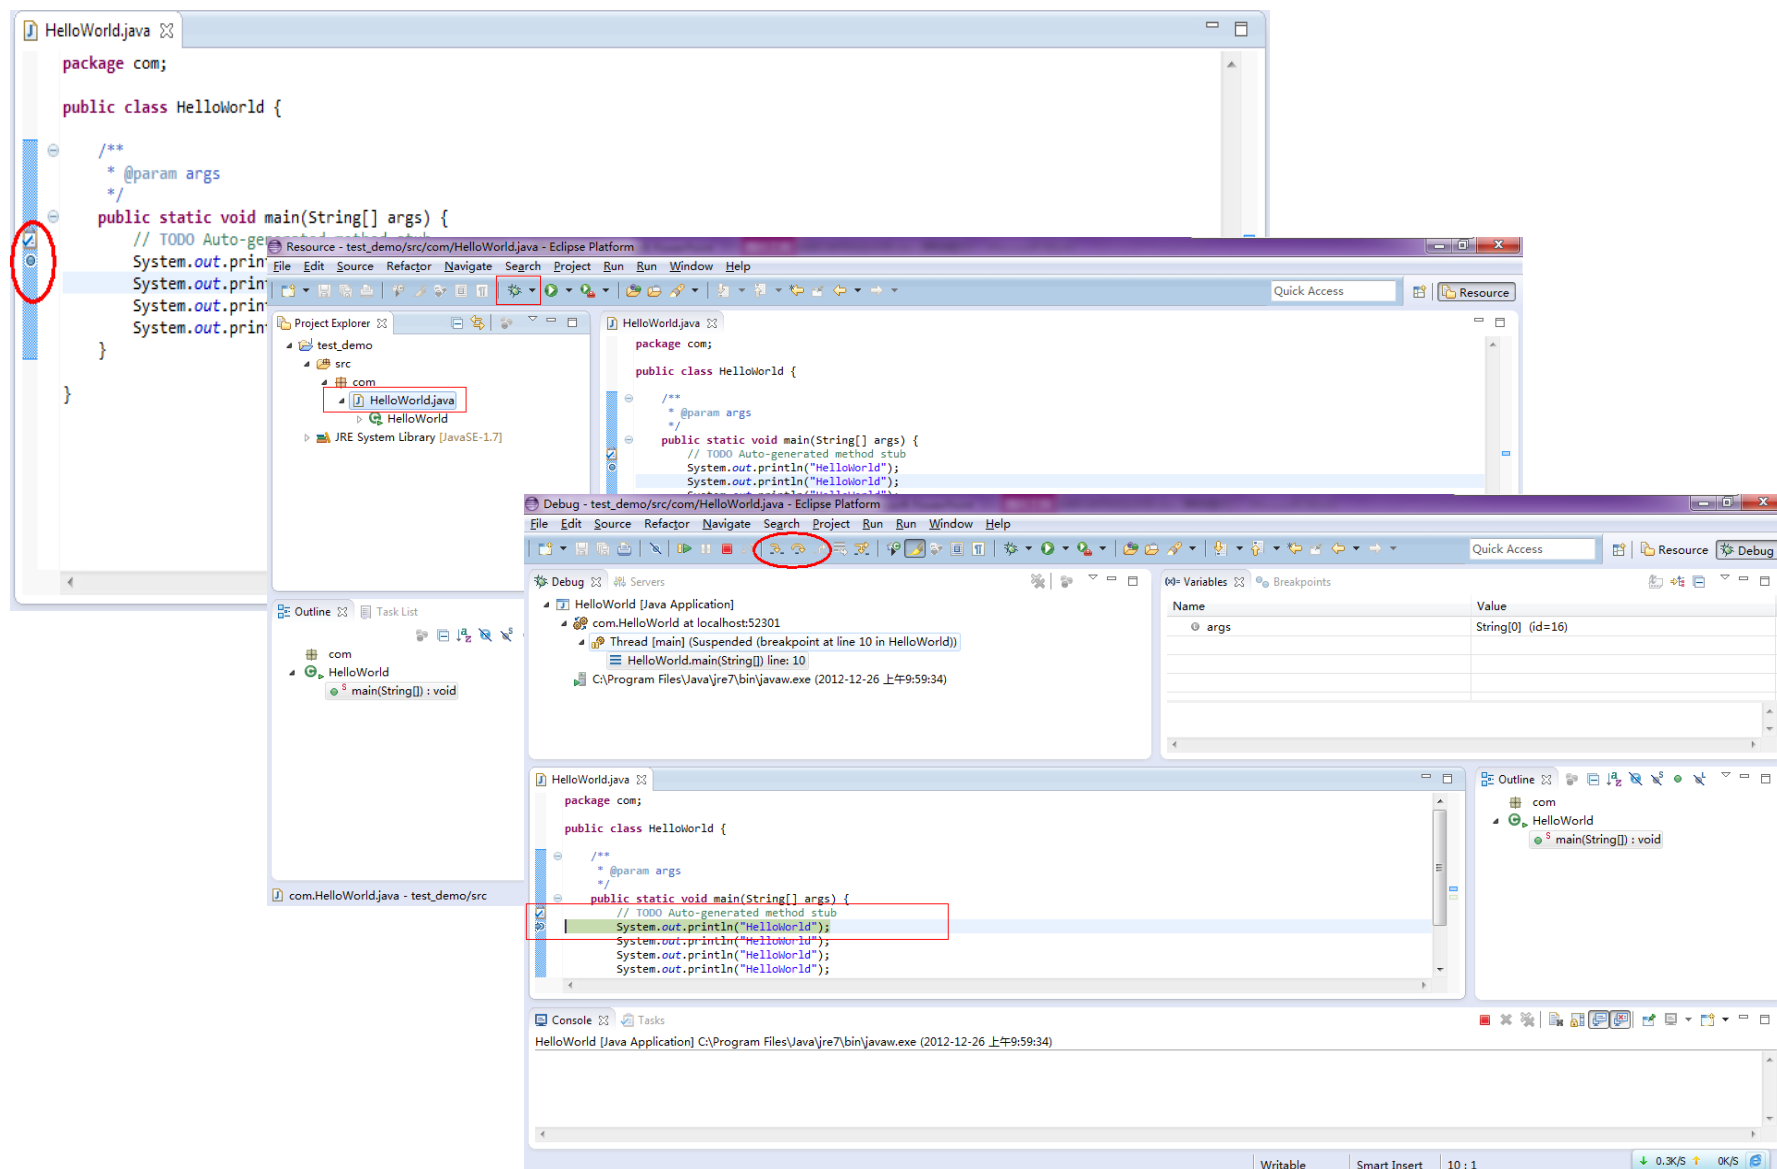 HelloWorld.java
package com;
public class HelloWorld {
/**
* @param args
*/
public static void main(String[] args) {
// TODO Auto-generated method stub
System.out.prin
System.out.prin
System.out.prin
System.out.prin
}
}
Resource - test_demo/src/com/HelloWorld.java - Eclipse Platform
File Edit Source Refactor Navigate Search Project Run Run Window Help
Quick Access Resource
Project Explorer
test_demo
src
com
HelloWorld.java
HelloWorld
JRE System Library [JavaSE-1.7]
HelloWorld.java
package com;
public class HelloWorld {
/**
* @param args
*/
public static void main(String[] args) {
// TODO Auto-generated method stub
System.out.println("HelloWorld");
System.out.println("HelloWorld");
System.out.println("HelloWorld");
Outline Task List
com
HelloWorld
main(String[]) : void
com.HelloWorld.java - test_demo/src
Debug - test_demo/src/com/HelloWorld.java - Eclipse Platform
File Edit Source Refactor Navigate Search Project Run Run Window Help
Quick Access Resource Debug
Debug Servers
HelloWorld [Java Application]
com.HelloWorld at localhost:52301
Thread [main] (Suspended (breakpoint at line 10 in HelloWorld))
HelloWorld.main(String[]) line: 10
C:\Program Files\Java\jre7\bin\javaw.exe (2012-12-26 上午9:59:34)
(x)= Variables Breakpoints
Name Value
args String[0] (id=16)
HelloWorld.java
package com;
public class HelloWorld {
/**
* @param args
*/
public static void main(String[] args) {
// TODO Auto-generated method stub
System.out.println("HelloWorld");
System.out.println("HelloWorld");
System.out.println("HelloWorld");
System.out.println("HelloWorld");
Outline
com
HelloWorld
main(String[]) : void
Console Tasks
HelloWorld [Java Application] C:\Program Files\Java\jre7\bin\javaw.exe (2012-12-26 上午9:59:34)
Writable Smart Insert 10 : 1
0.3K/S 0K/S